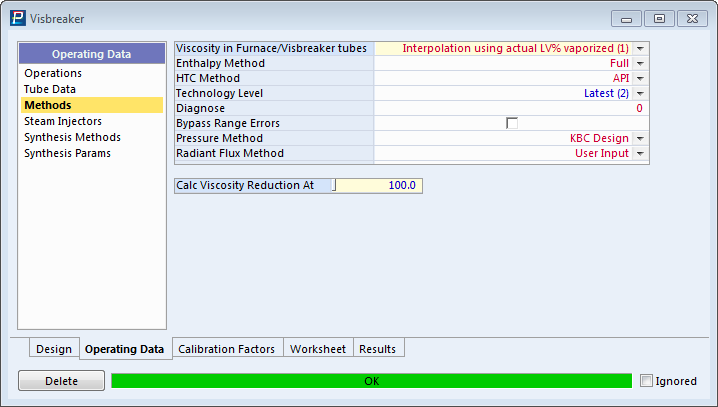 Visbreaker
Operating Data
Operations
Tube Data
Methods
Steam Injectors
Synthesis Methods
Synthesis Params
Viscosity in Furnace/Visbreaker tubes Interpolation using actual LV% vaporized (1)
Enthalpy Method Full
HTC Method API
Technology Level Latest (2)
Diagnose 0
Bypass Range Errors
Pressure Method KBC Design
Radiant Flux Method User Input
Calc Viscosity Reduction At 100.0
Design Operating Data Calibration Factors Worksheet Results
Delete OK Ignored